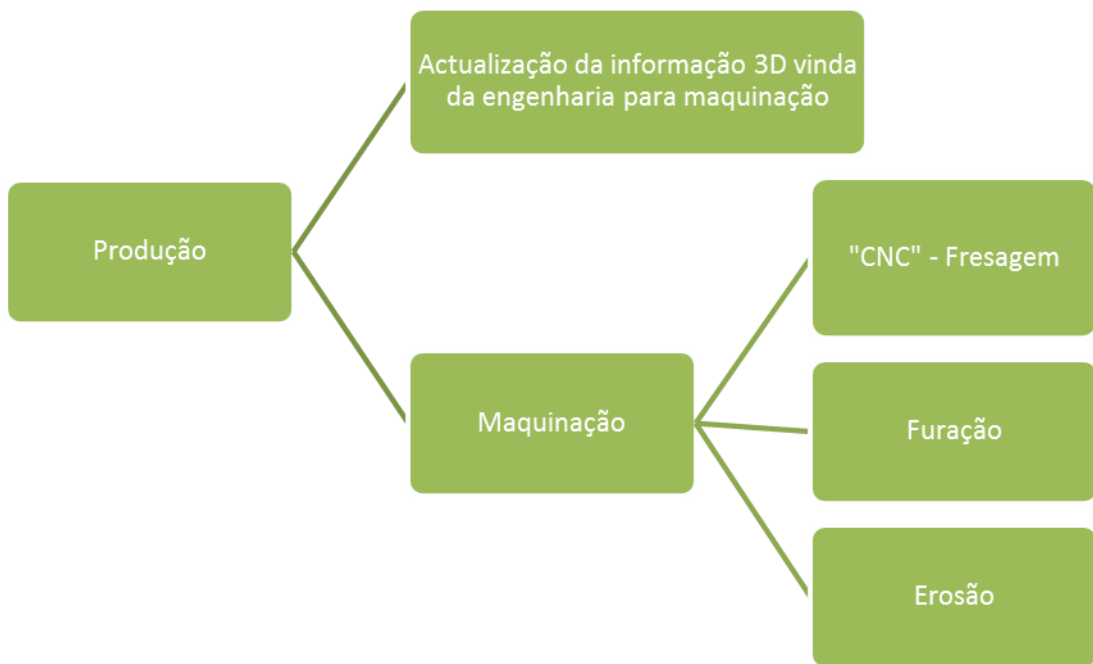 Actualização da informação 3D vinda
da engenharia para maquinação
Produção
"CNC" - Fresagem
Maquinação
Furação
Erosão